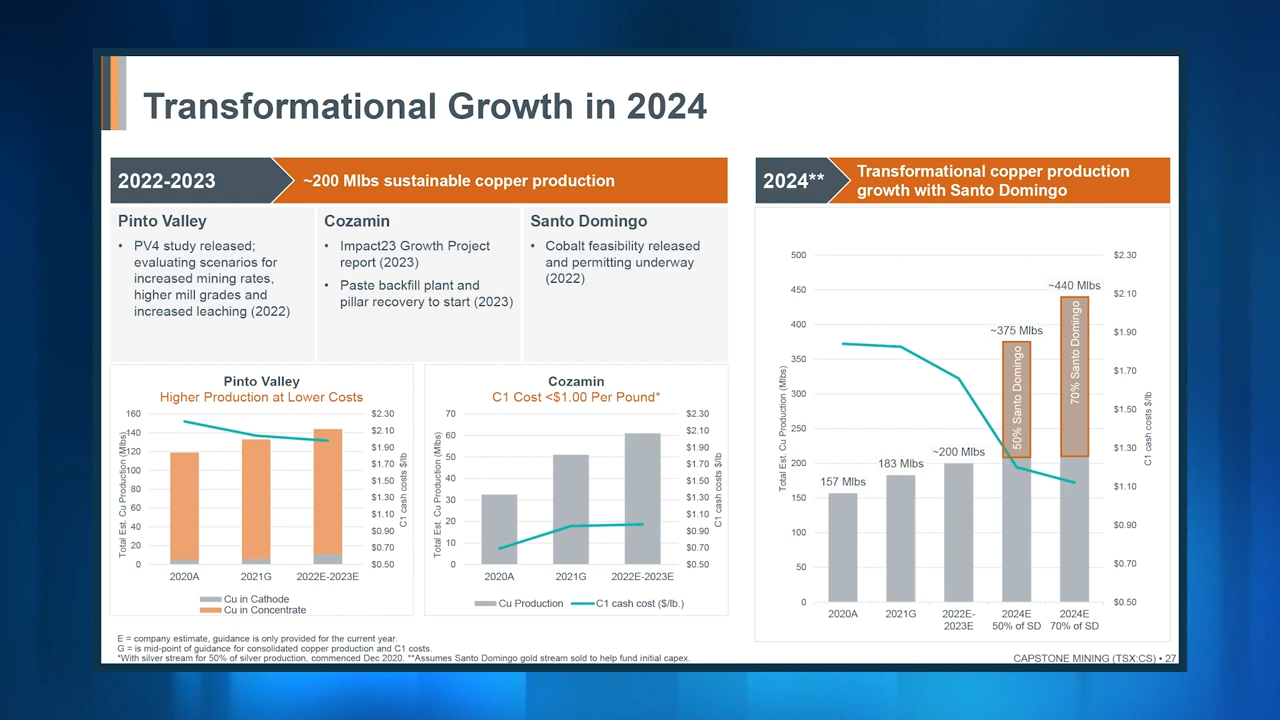 Transformational Growth in 2024
2022-2023
~200 Mlbs sustainable copper production
Pinto Valley
• PV4 study released;
evaluating scenarios for
increased mining rates,
higher mill grades and
increased leaching (2022)
Cozamin
• Impact23 Growth Project
report (2023)
• Paste backfill plant and
pillar recovery to start (2023)
Santo Domingo
• Cobalt feasibility released
and permitting underway
(2022)
Pinto Valley
Higher Production at Lower Costs
Total Est. Cu Production (Mlbs)
160
140
120
100
80
60
40
20
0
$2.30
$2.10
$1.90
$1.70
$1.50
$1.30
$1.10
$0.90
$0.70
$0.50
C1 cash costs $/lb
2020A 2021G 2022E-2023E
Cu in Cathode
Cu in Concentrate
Cozamin
C1 Cost <$1.00 Per Pound*
Total Est. Cu Production (Mlbs)
70
60
50
40
30
20
10
0
$2.30
$2.10
$1.90
$1.70
$1.50
$1.30
$1.10
$0.90
$0.70
$0.50
C1 cash costs $/lb
2020A 2021G 2022E-2023E
Cu Production C1 cash cost ($/lb.)
2024**
Transformational copper production
growth with Santo Domingo
Total Est. Cu Production (Mlbs)
500
450
400
350
300
250
200
150
100
50
0
157 Mlbs
183 Mlbs
~200 Mlbs
~375 Mlbs
50% Santo Domingo
~440 Mlbs
70% Santo Domingo
$2.30
$2.10
$1.90
$1.70
$1.50
$1.30
$1.10
$0.90
$0.70
$0.50
C1 cash costs $/lb
2020A 2021G 2022E- 2024E 2024E
2023E 50% of SD 70% of SD
E = company estimate, guidance is only provided for the current year.
G = is mid-point of guidance for consolidated copper production and C1 costs.
*With silver stream for 50% of silver production, commenced Dec 2020. **Assumes Santo Domingo gold stream sold to help fund initial capex.
CAPSTONE MINING (TSX:CS) • 27